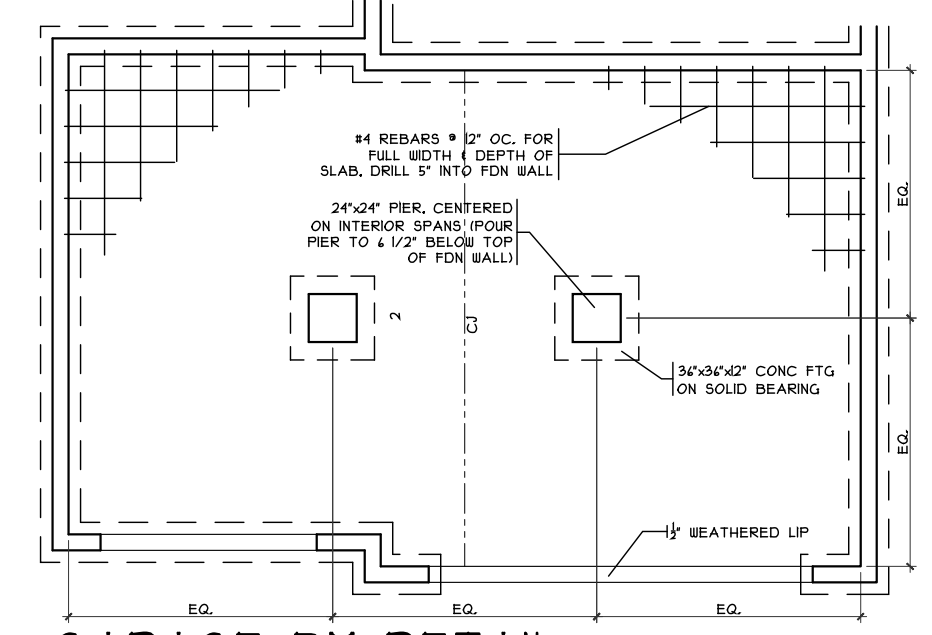 #4 REBARS @ 12" OC. FOR
FULL WIDTH & DEPTH OF
SLAB. DRILL 5" INTO FDN WALL
24"x24" PIER. CENTERED
ON INTERIOR SPANS (POUR
PIER TO 6 1/2" BELOW TOP
OF FDN WALL)
EQ.
2
CJ
36"x36"x12" CONC FTG
ON SOLID BEARING
EQ.
1 1/2" WEATHERED LIP
EQ.
EQ.
EQ.